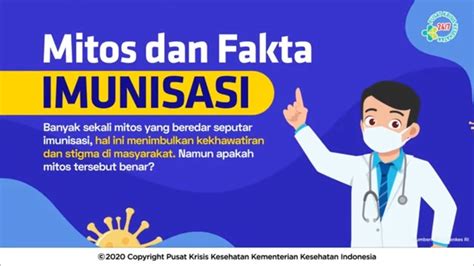 Mitos dan Fakta
IMUNISASI
Banyak sekali mitos yang beredar seputar
imunisasi, hal ini menimbulkan kekhawatiran
dan stigma di masyarakat. Namun apakah
mitos tersebut benar?
©2020 Copyright Pusat Krisis Kesehatan Kementerian Kesehatan Indonesia